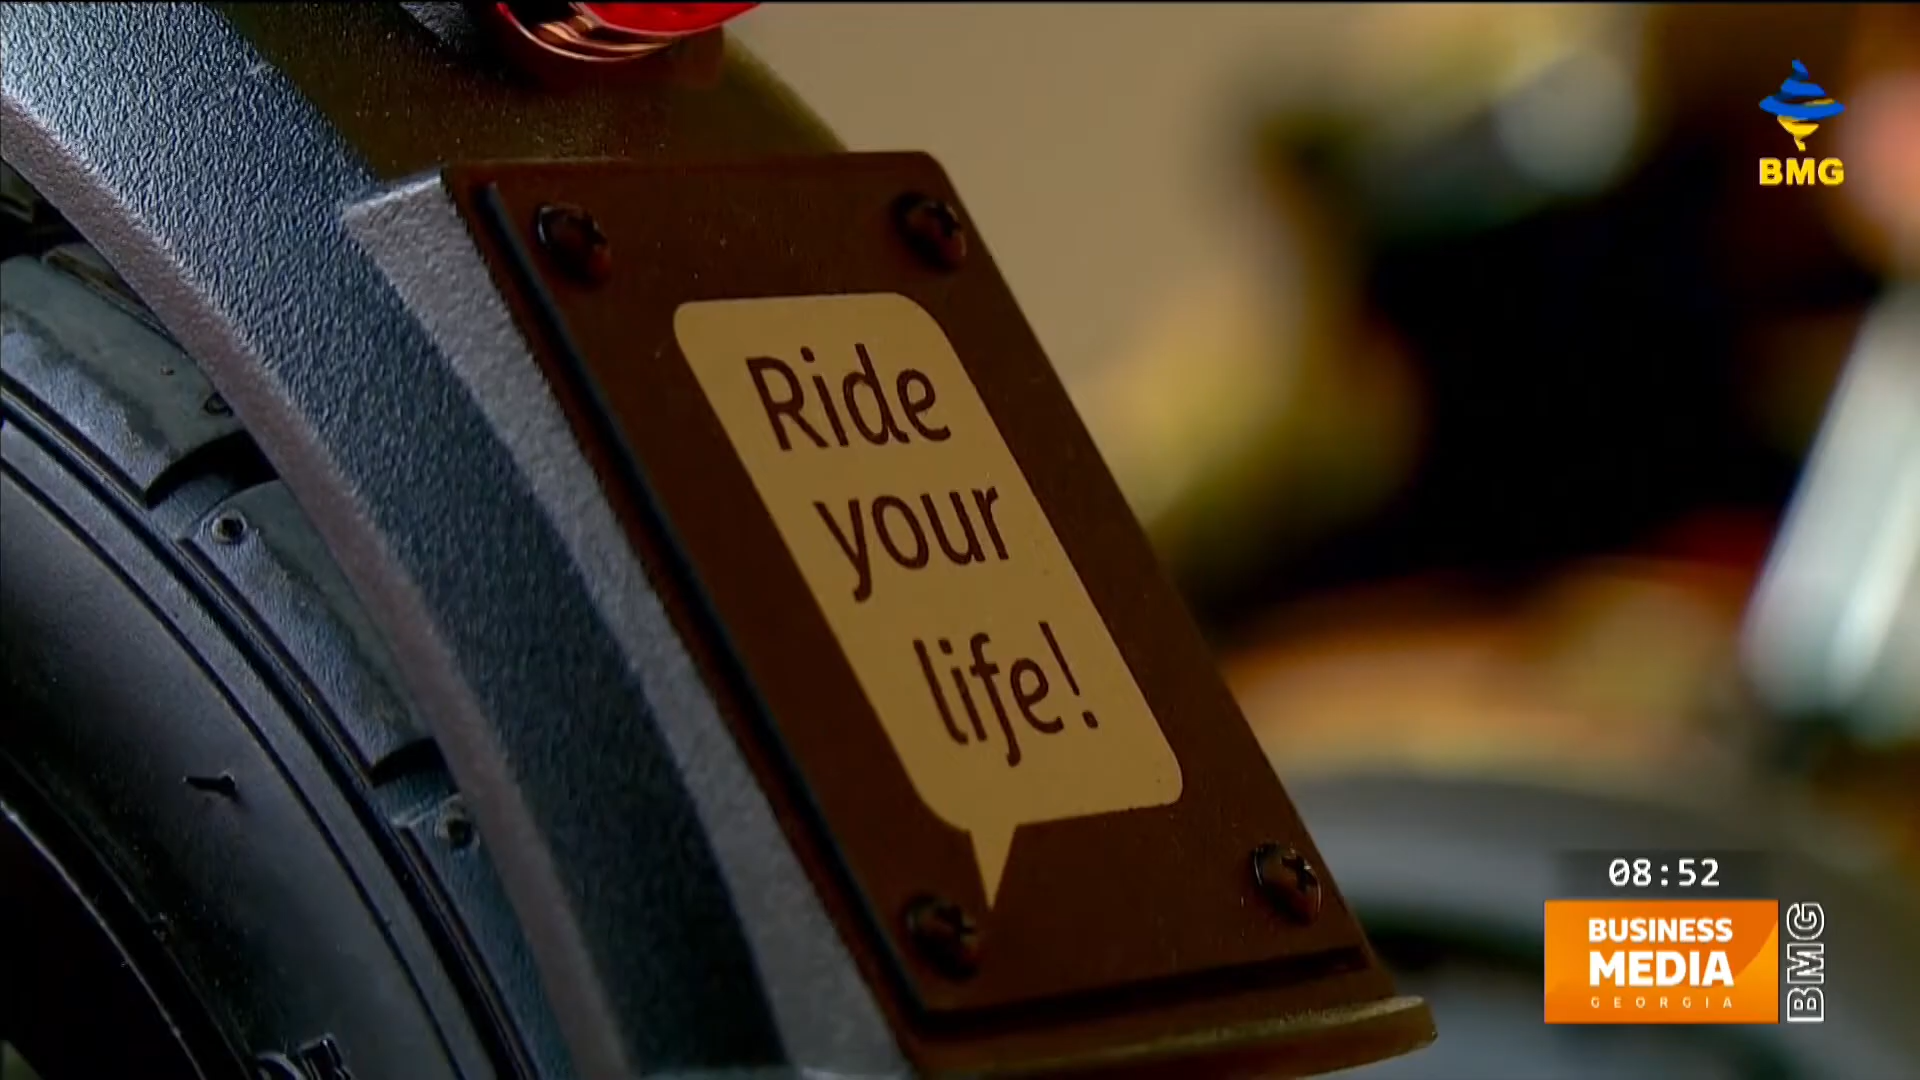 BMG
Ride
your
life!
08:52
BUSINESS
MEDIA
GEORGIA
BMG